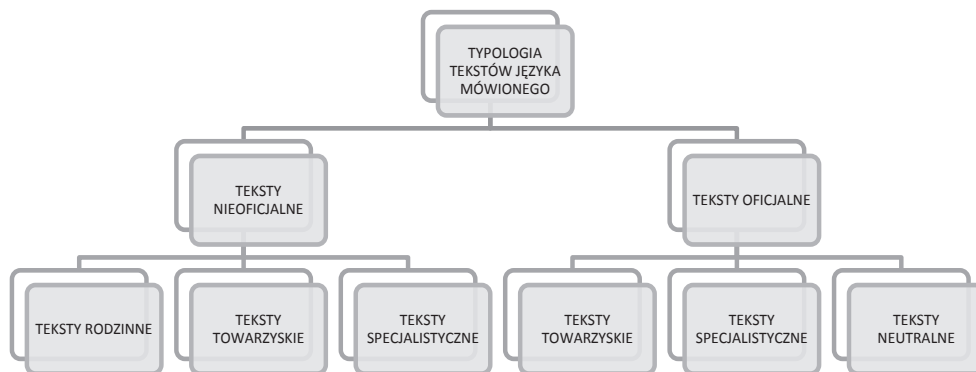 TYPOLOGIA
TEKSTÓW JĘZYKA
MÓWIONEGO
TEKSTY
NIEOFICJALNE
TEKSTY OFICJALNE
TEKSTY RODZINNE
TEKSTY
TOWARZYSKIE
TEKSTY
SPECJALISTYCZNE
TEKSTY
TOWARZYSKIE
TEKSTY
SPECJALISTYCZNE
TEKSTY
NEUTRALNE